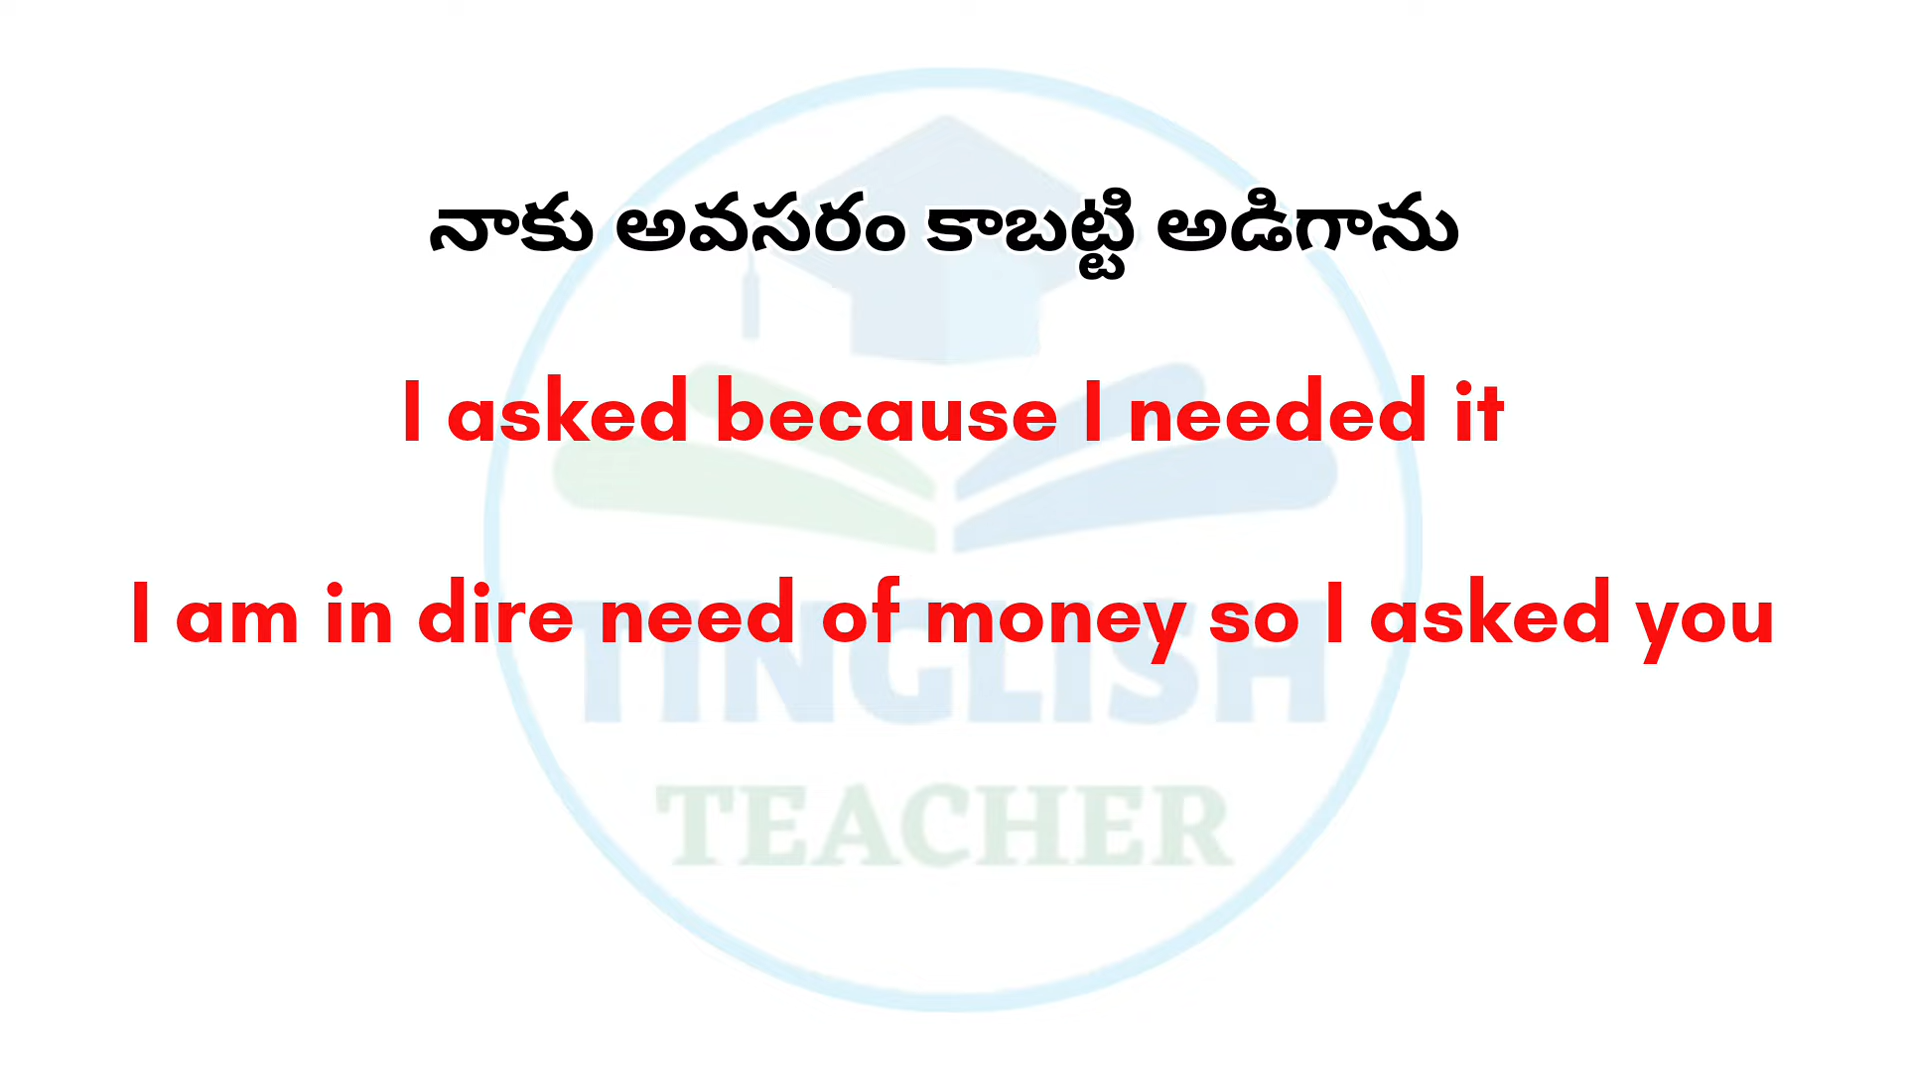 నాకు అవసరం కాబట్టి అడిగాను
I asked because I needed it
I am in dire need of money so I asked you
TINGLISH
TEACHER